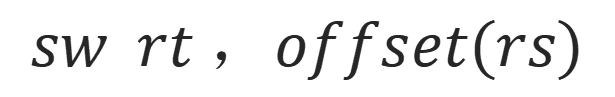 sw rt， offset(rs)